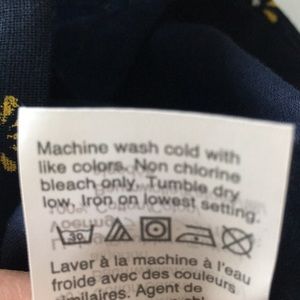 Machine wash cold with
like colors. Non chlorine
bleach only. Tumble dry
low. Iron on lowest setting.
30
Laver à la machine à l'eau
froide avec des couleurs
similaires. Agent de